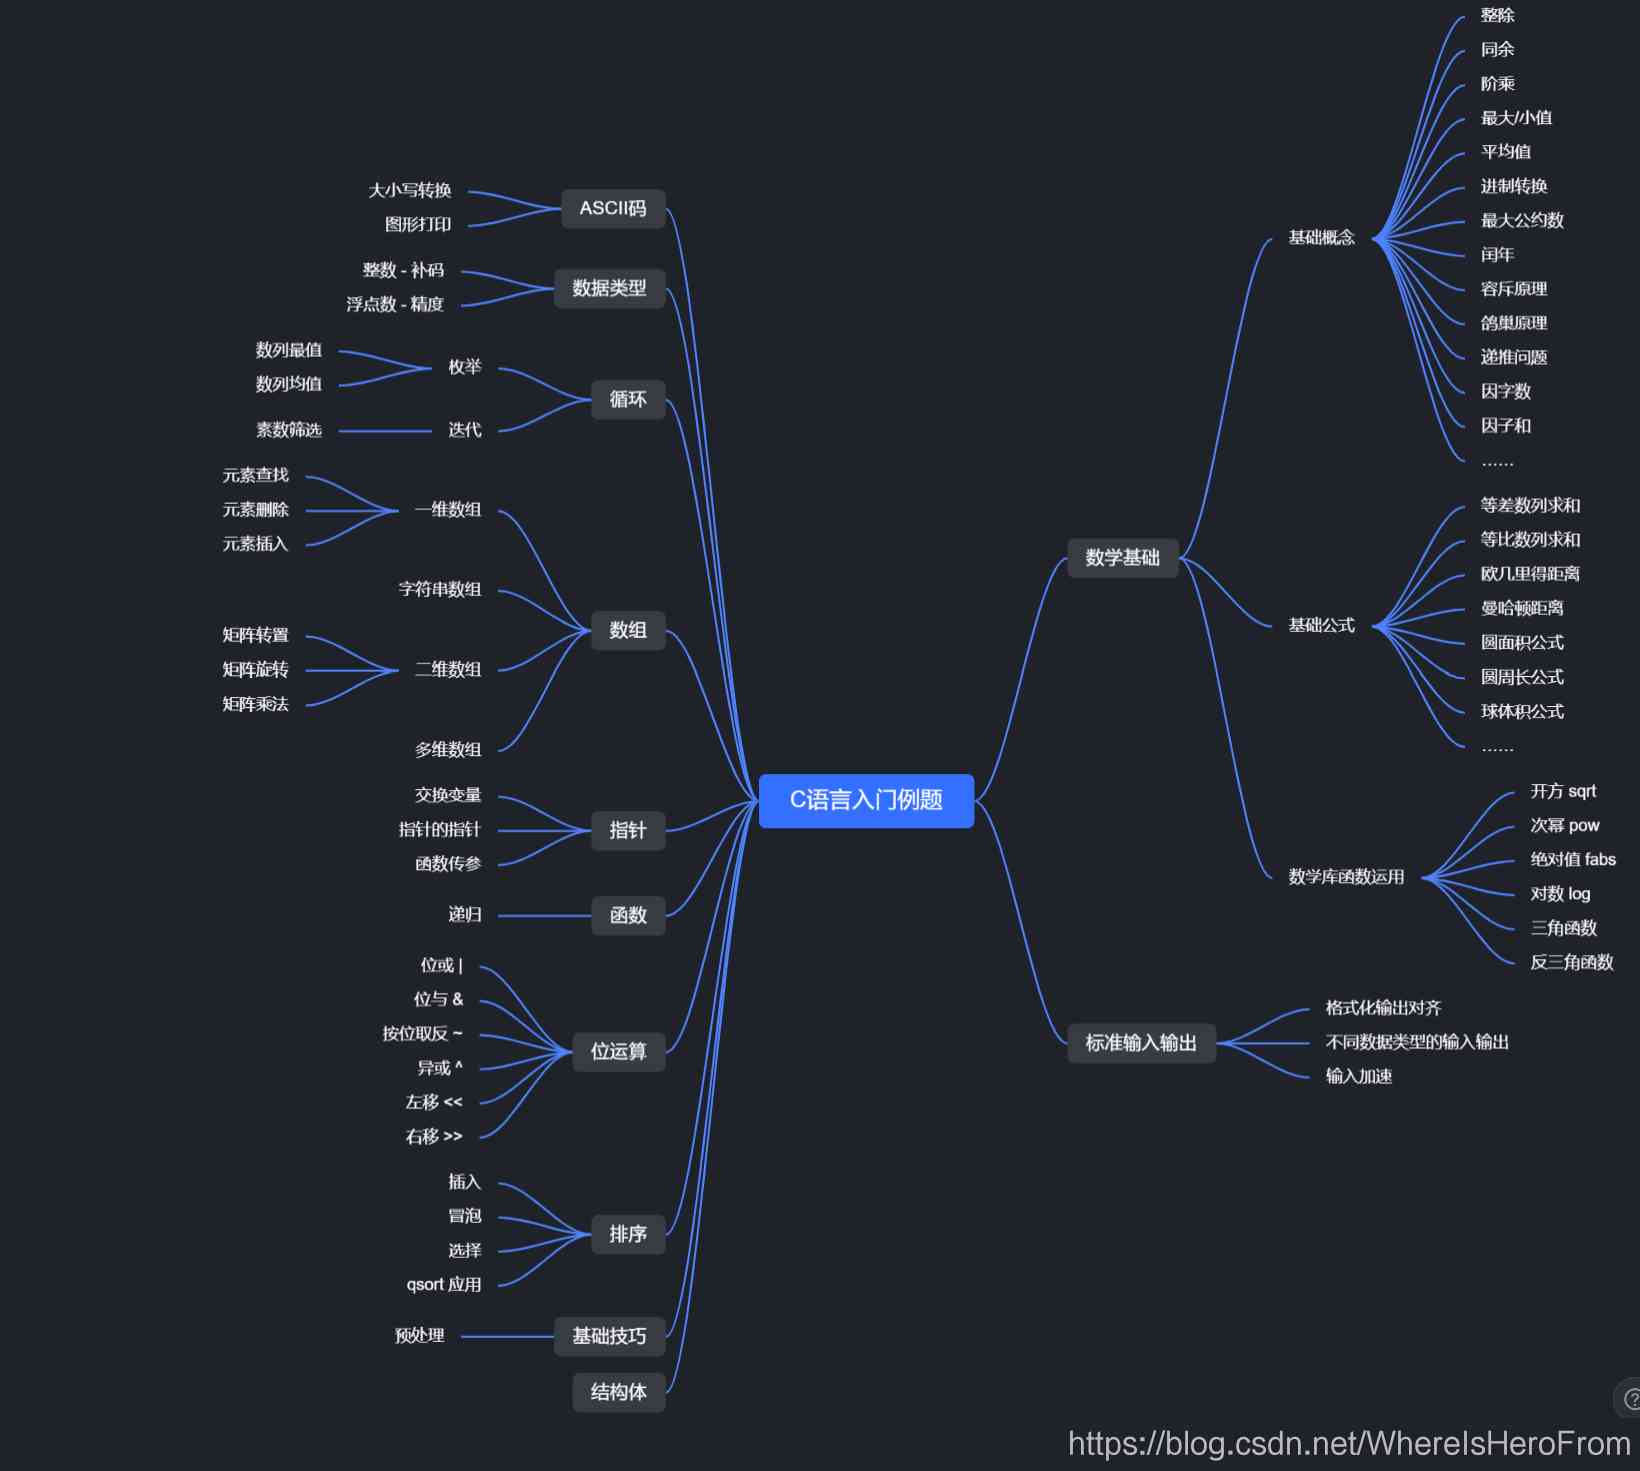 C语言入门例题
数学基础
基础概念
整除
同余
阶乘
最大/小值
平均值
进制转换
最大公约数
闰年
容斥原理
鸽巢原理
递推问题
因字数
因子和
......
基础公式
等差数列求和
等比数列求和
欧几里得距离
曼哈顿距离
圆面积公式
圆周长公式
球体积公式
......
数学库函数运用
开方 sqrt
次幂 pow
绝对值 fabs
对数 log
三角函数
反三角函数
标准输入输出
格式化输出对齐
不同数据类型的输入输出
输入加速
ASCII码
大小写转换
图形打印
数据类型
整数 - 补码
浮点数 - 精度
循环
枚举
数列最值
数列均值
迭代
素数筛选
数组
一维数组
元素查找
元素删除
元素插入
字符串数组
二维数组
矩阵转置
矩阵旋转
矩阵乘法
多维数组
指针
交换变量
指针的指针
函数传参
函数
递归
位运算
位或 |
位与 &
按位取反 ~
异或 ^
左移 <<
右移 >>
排序
插入
冒泡
选择
qsort 应用
基础技巧
预处理
结构体
?
https://blog.csdn.net/WhereIsHeroFrom